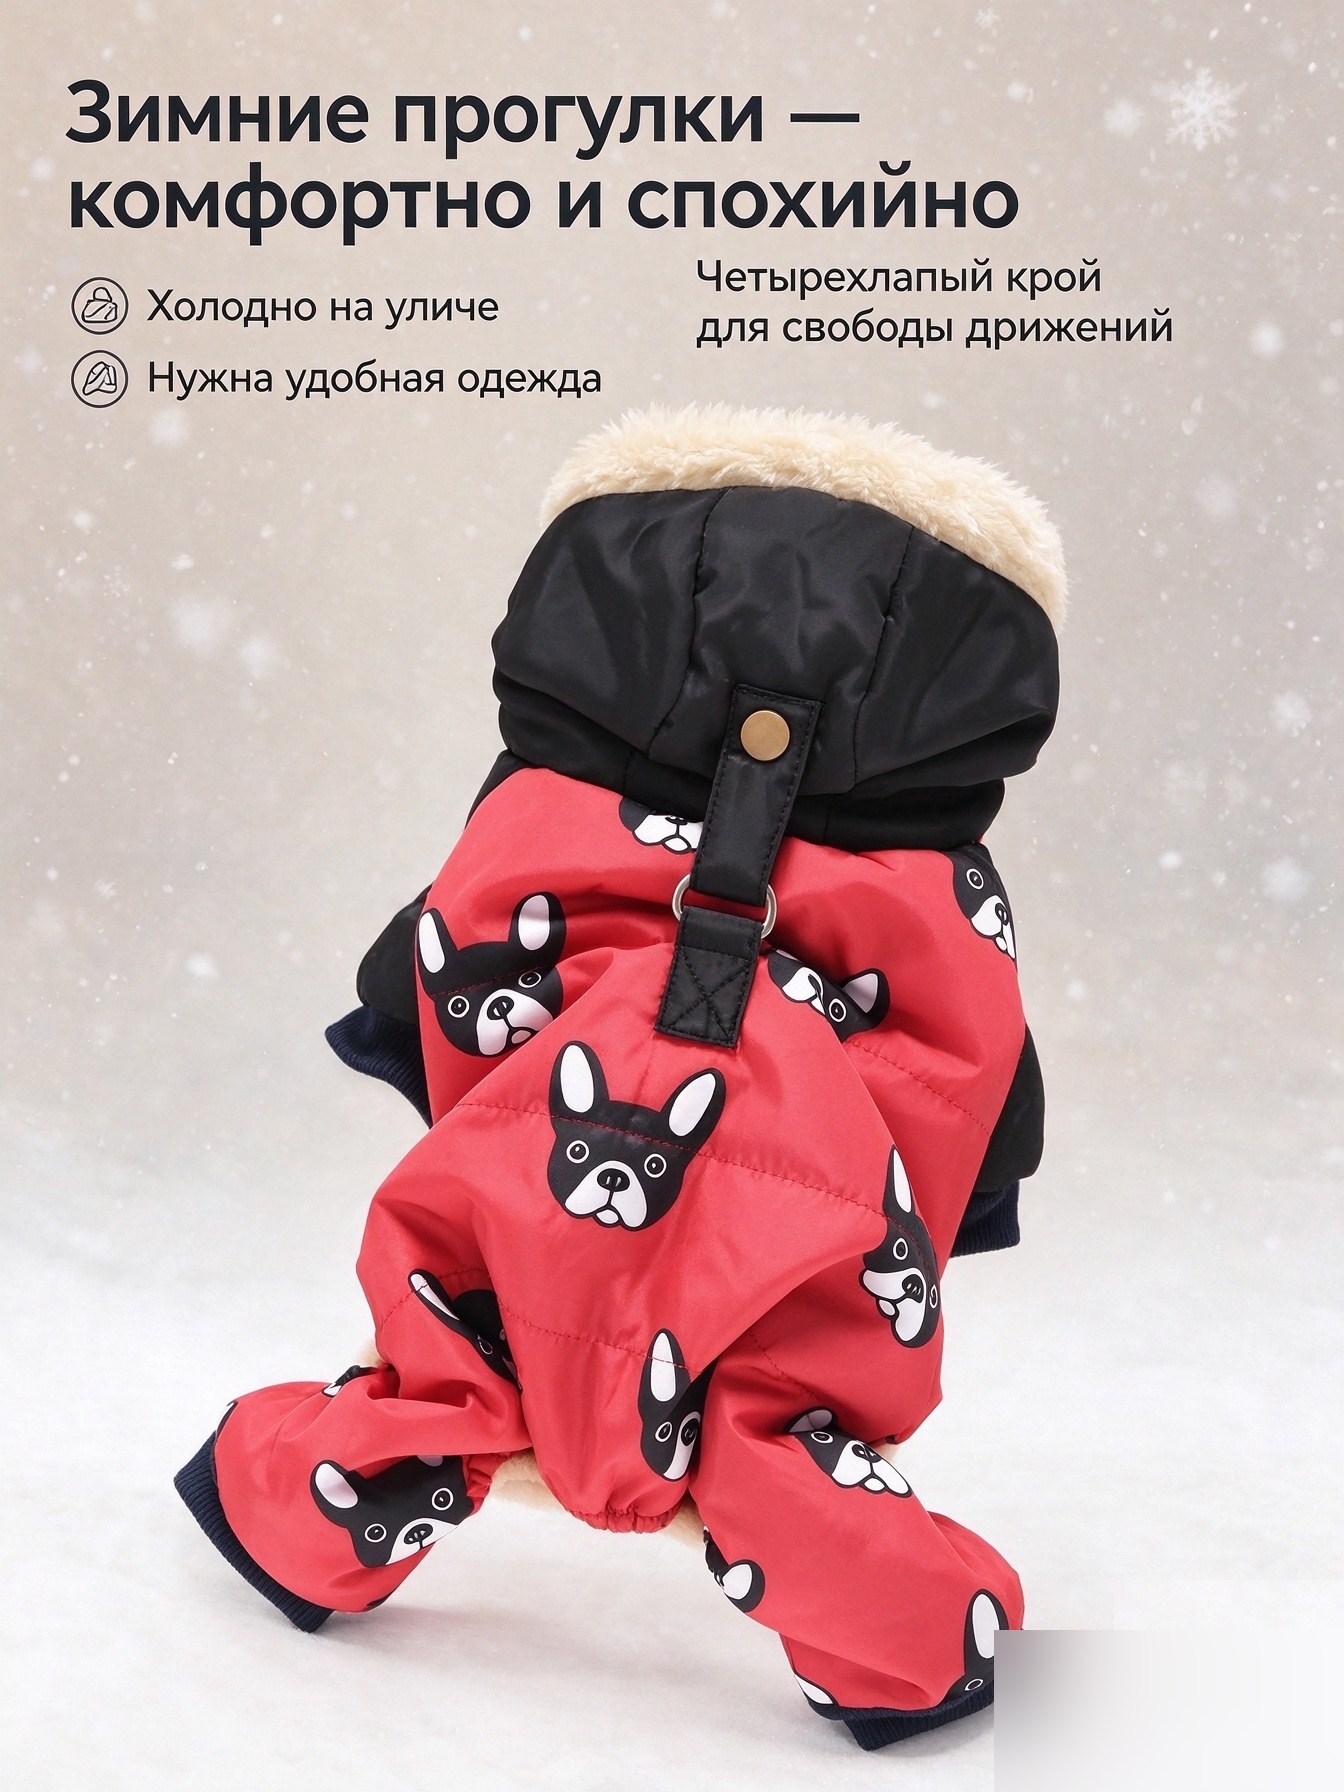 Зимние прогулки —
комфортно и спохийно
Холодно на уличе
Нужна удобная одежда
Четырехлапый крой
для свободы дрижений